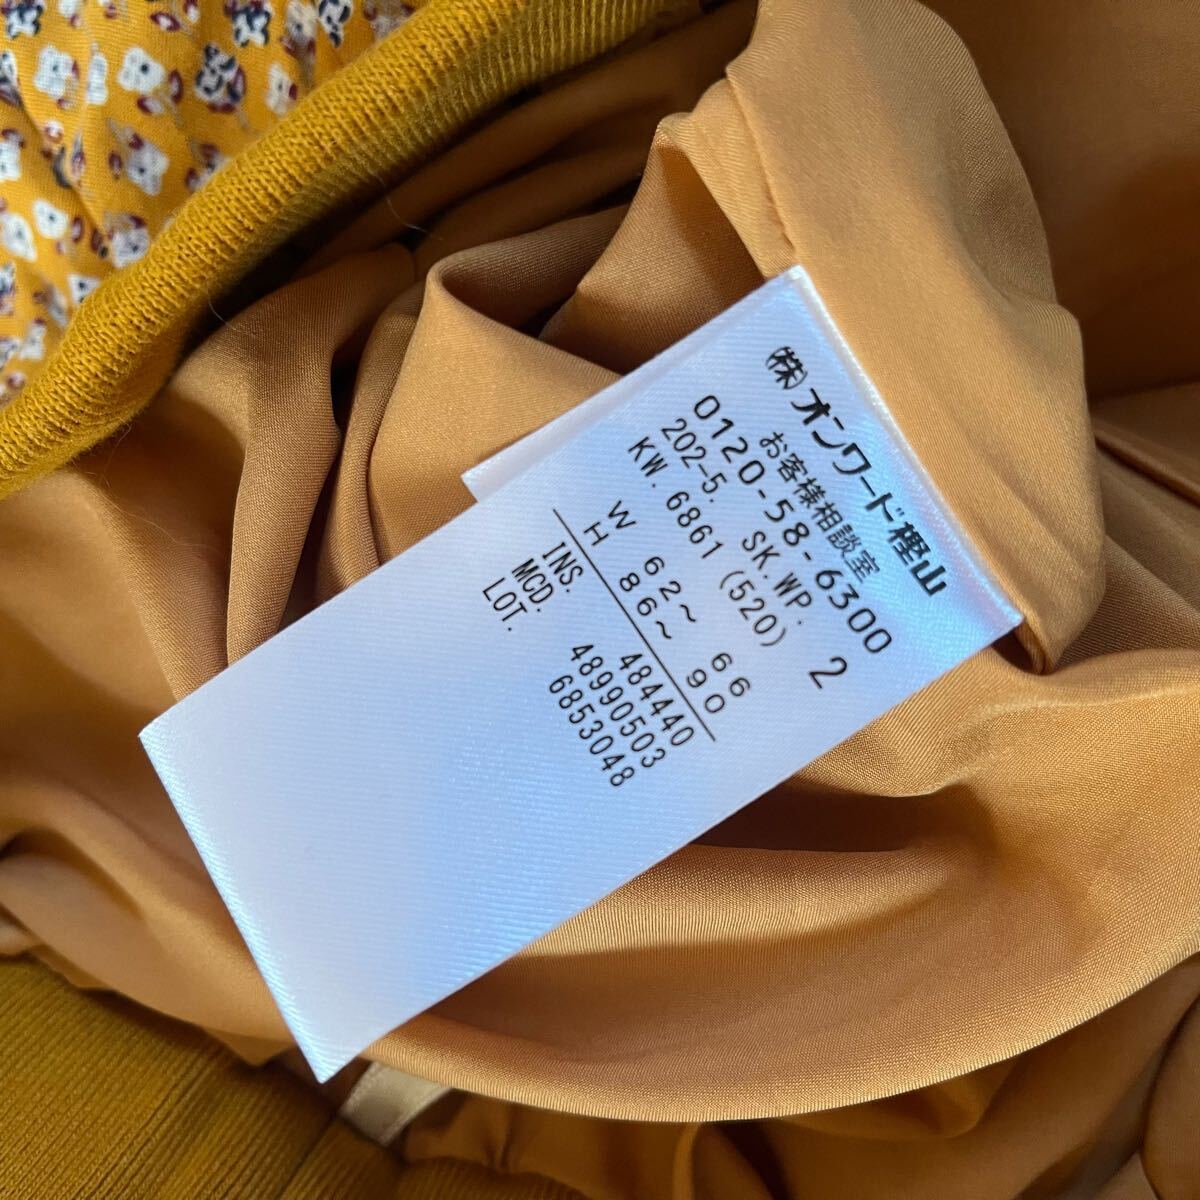 (株)オンワード樫山
お客様相談室
0120-58-6300
202-5. SK.WP. 2
KW. 6861 (520)
W 62~ 66
H 86~ 90
INS. 484440
MCD. 48990503
LOT. 6853048